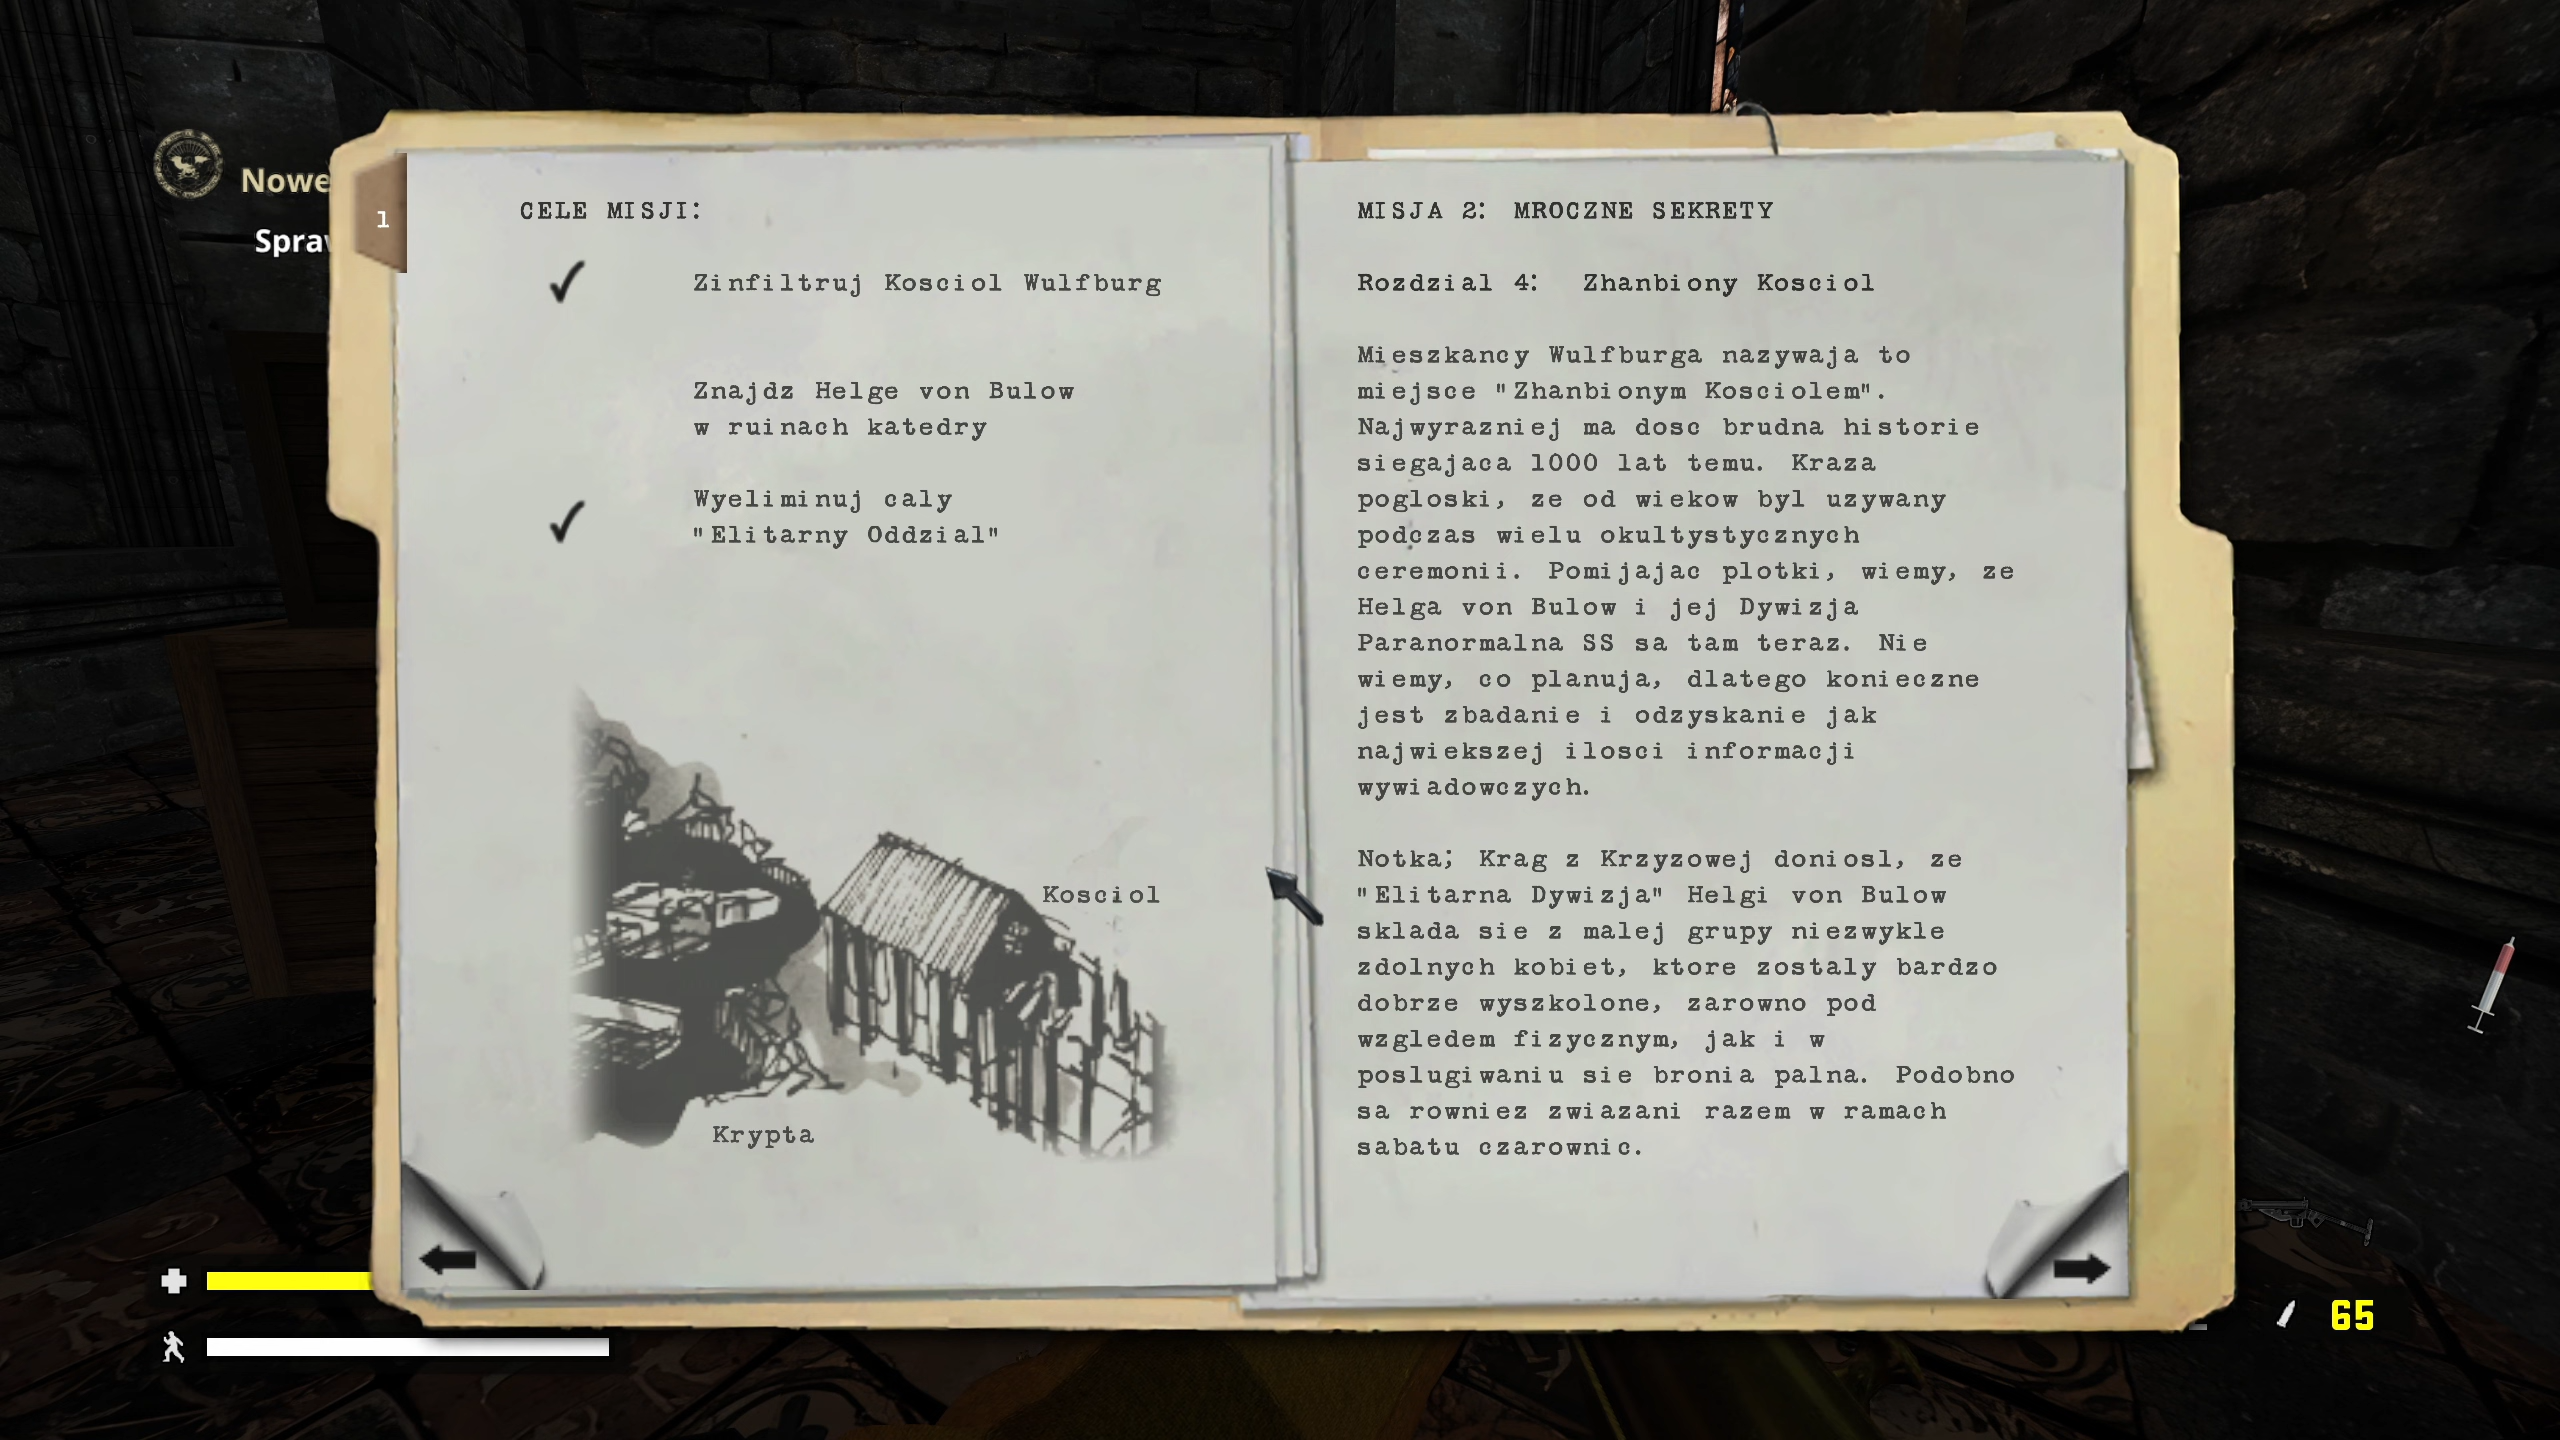 Nowe
Spraw
1
CELE MISJI:
Zinfiltruj Kosciol Wulfburg
Znajdz Helge von Bulow
w ruinach katedry
Wyeliminuj caly
"Elitarny Oddzial"
Kosciol
Krypta
MISJA 2: MROCZNE SEKRETY
Rozdzial 4: Zhanbiony Kosciol
Mieszkancy Wulfburga nazywaja to
miejsce "Zhanbionym Kosciolem".
Najwyrazniej ma dosc brudna historie
siegajaca 1000 lat temu. Kraza
pogloski, ze od wiekow byl uzywany
podczas wielu okultystycznych
ceremonii. Pomijajac plotki, wiemy, ze
Helga von Bulow i jej Dywizja
Paranormalna SS sa tam teraz. Nie
wiemy, co planuja, dlatego konieczne
jest zbadanie i odzyskanie jak
najwiekszej ilosci informacji
wywiadowczych.
Notka; Krag z Krzyzowej doniosl, ze
"Elitarna Dywizja" Helgi von Bulow
sklada sie z malej grupy niezwykle
zdolnych kobiet, ktore zostaly bardzo
dobrze wyszkolone, zarowno pod
wzgledem fizycznym, jak i w
poslugiwaniu sie bronia palna. Podobno
sa rowniez zwiazani razem w ramach
sabatu czarownic.
65